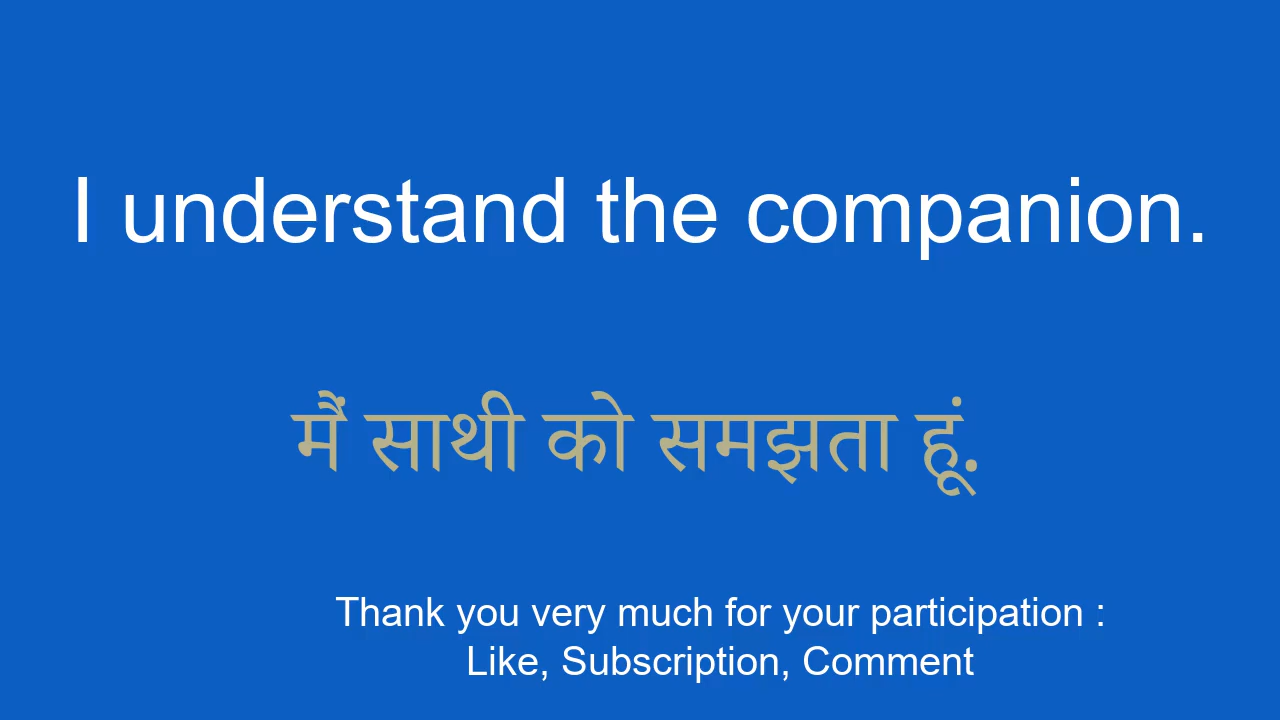 I understand the companion.
मैं साथी को समझता हूं.
Thank you very much for your participation :
Like, Subscription, Comment